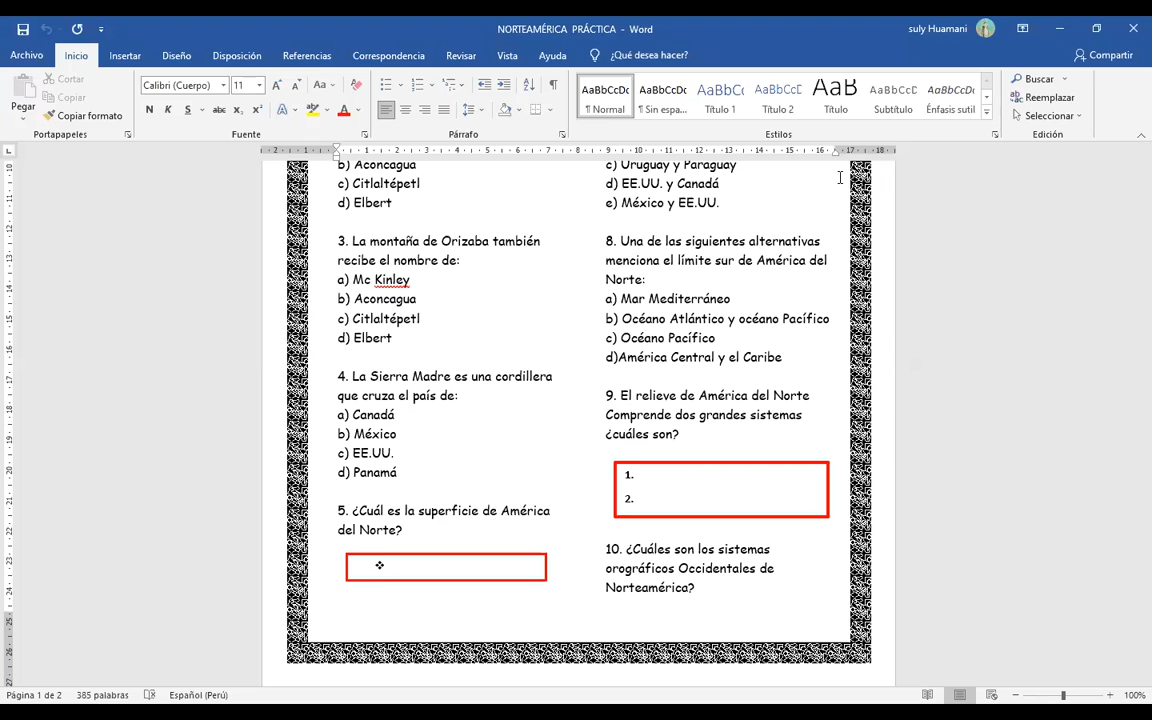 NORTEAMÉRICA PRÁCTICA - Word
suly Huamani
Archivo Inicio Insertar Diseño Disposición Referencias Correspondencia Revisar Vista Ayuda ¿Qué desea hacer? Compartir
Pegar
Cortar
Copiar
Copiar formato
Calibri (Cuerpo) 11
N K S abc x₂ x²
AaBbCcDc AaBbCcDc AaBbCc AaBbCcC AaB AaBbCcC AaBbCcDc
¶ Normal ¶ Sin espa... Título 1 Título 2 Título Subtítulo Énfasis sutil
Buscar
Reemplazar
Seleccionar
Portapapeles Fuente Párrafo Estilos Edición
b) Aconcagua
c) Citlaltépetl
d) Elbert
3. La montaña de Orizaba también
recibe el nombre de:
a) Mc Kinley
b) Aconcagua
c) Citlaltépetl
d) Elbert
4. La Sierra Madre es una cordillera
que cruza el país de:
a) Canadá
b) México
c) EE.UU.
d) Panamá
5. ¿Cuál es la superficie de América
del Norte?
❖
c) Uruguay y Paraguay
d) EE.UU. y Canadá
e) México y EE.UU.
8. Una de las siguientes alternativas
menciona el límite sur de América del
Norte:
a) Mar Mediterráneo
b) Océano Atlántico y océano Pacífico
c) Océano Pacífico
d)América Central y el Caribe
9. El relieve de América del Norte
Comprende dos grandes sistemas
¿cuáles son?
1.
2.
10. ¿Cuáles son los sistemas
orográficos Occidentales de
Norteamérica?
Página 1 de 2 385 palabras Español (Perú) 100%